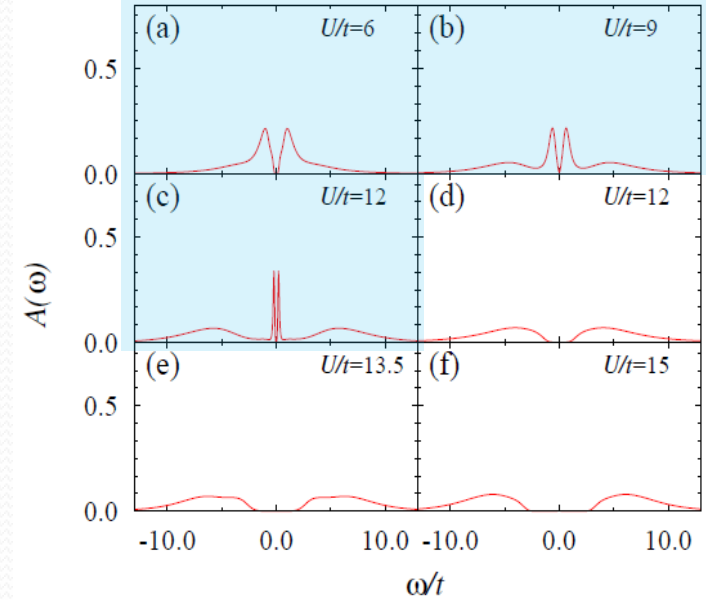 (a) U/t=6 (b) U/t=9
0.5
0.0
(c) U/t=12 (d) U/t=12
0.5
A(ω)
0.0
(e) U/t=13.5 (f) U/t=15
0.5
0.0
-10.0 0.0 10.0 -10.0 0.0 10.0
ω/t